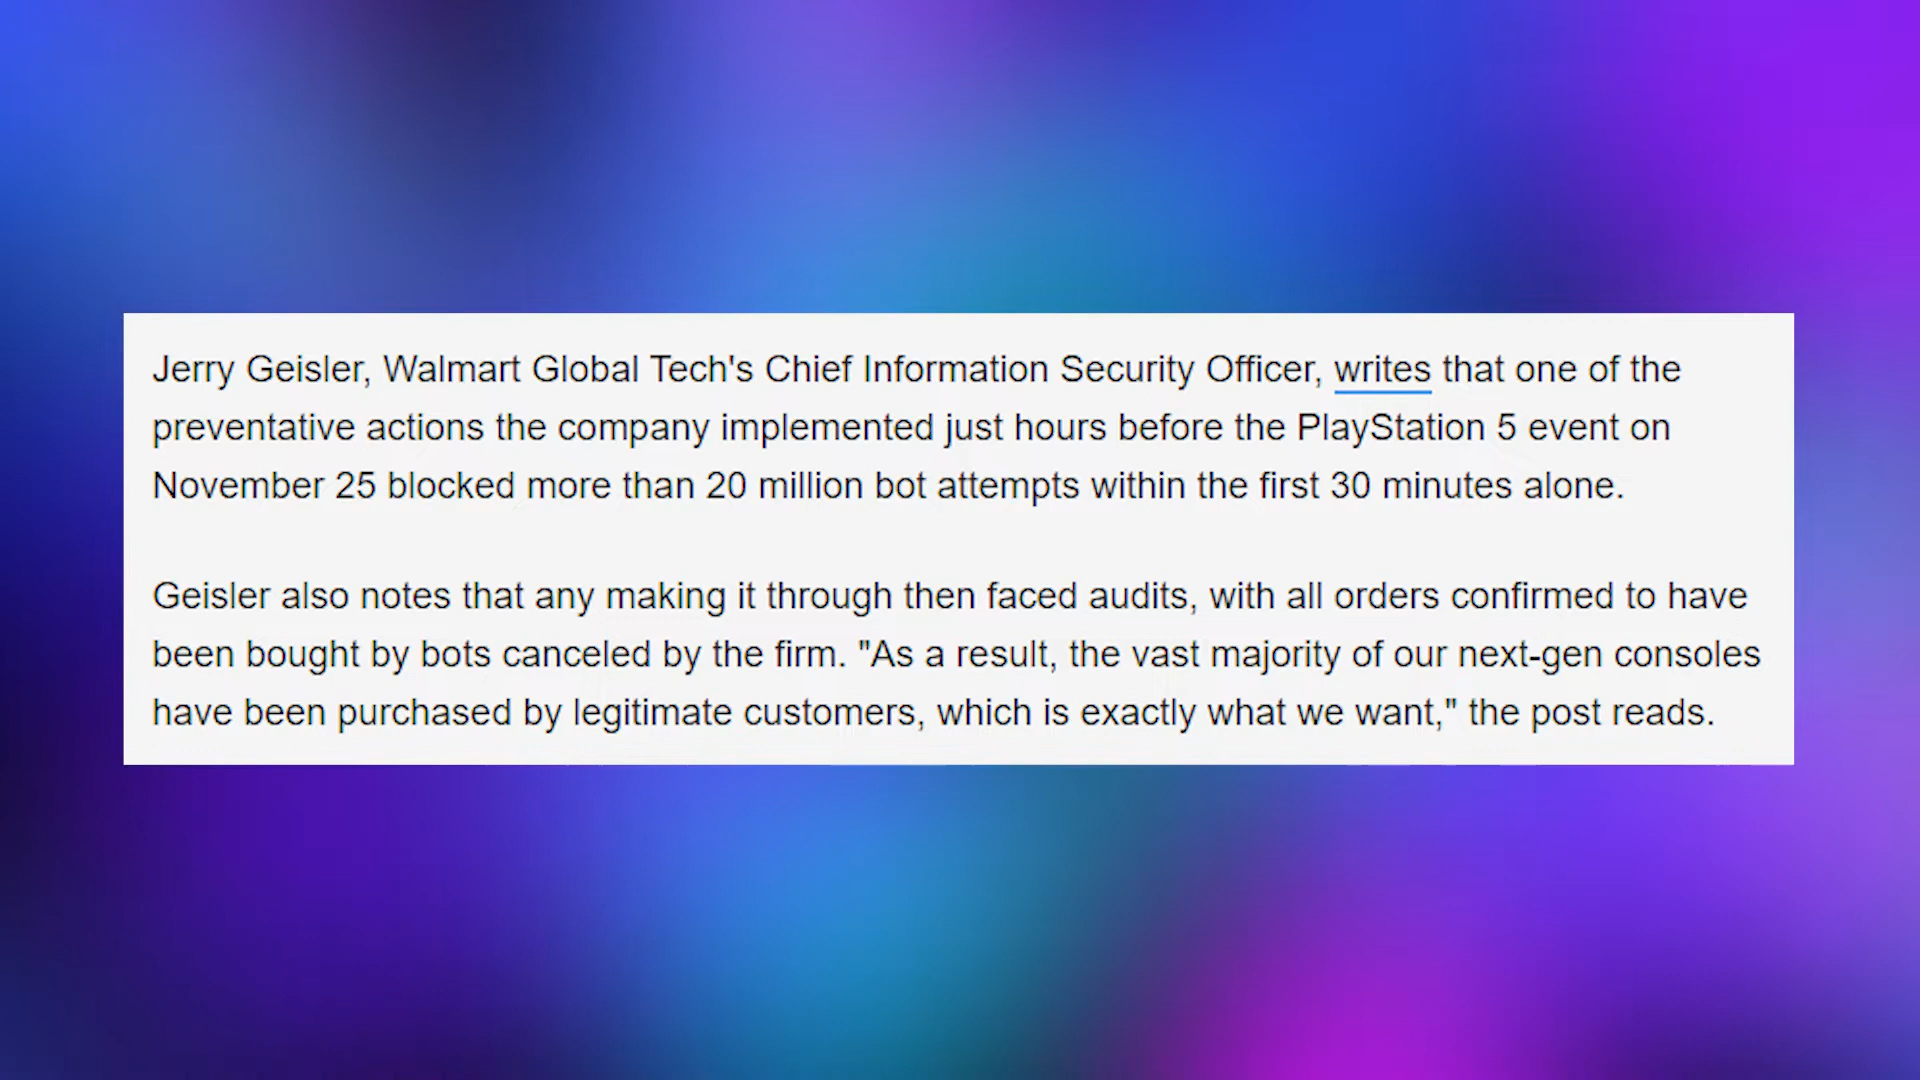 Jerry Geisler, Walmart Global Tech's Chief Information Security Officer, writes that one of the
preventative actions the company implemented just hours before the PlayStation 5 event on
November 25 blocked more than 20 million bot attempts within the first 30 minutes alone.
Geisler also notes that any making it through then faced audits, with all orders confirmed to have
been bought by bots canceled by the firm. "As a result, the vast majority of our next-gen consoles
have been purchased by legitimate customers, which is exactly what we want," the post reads.